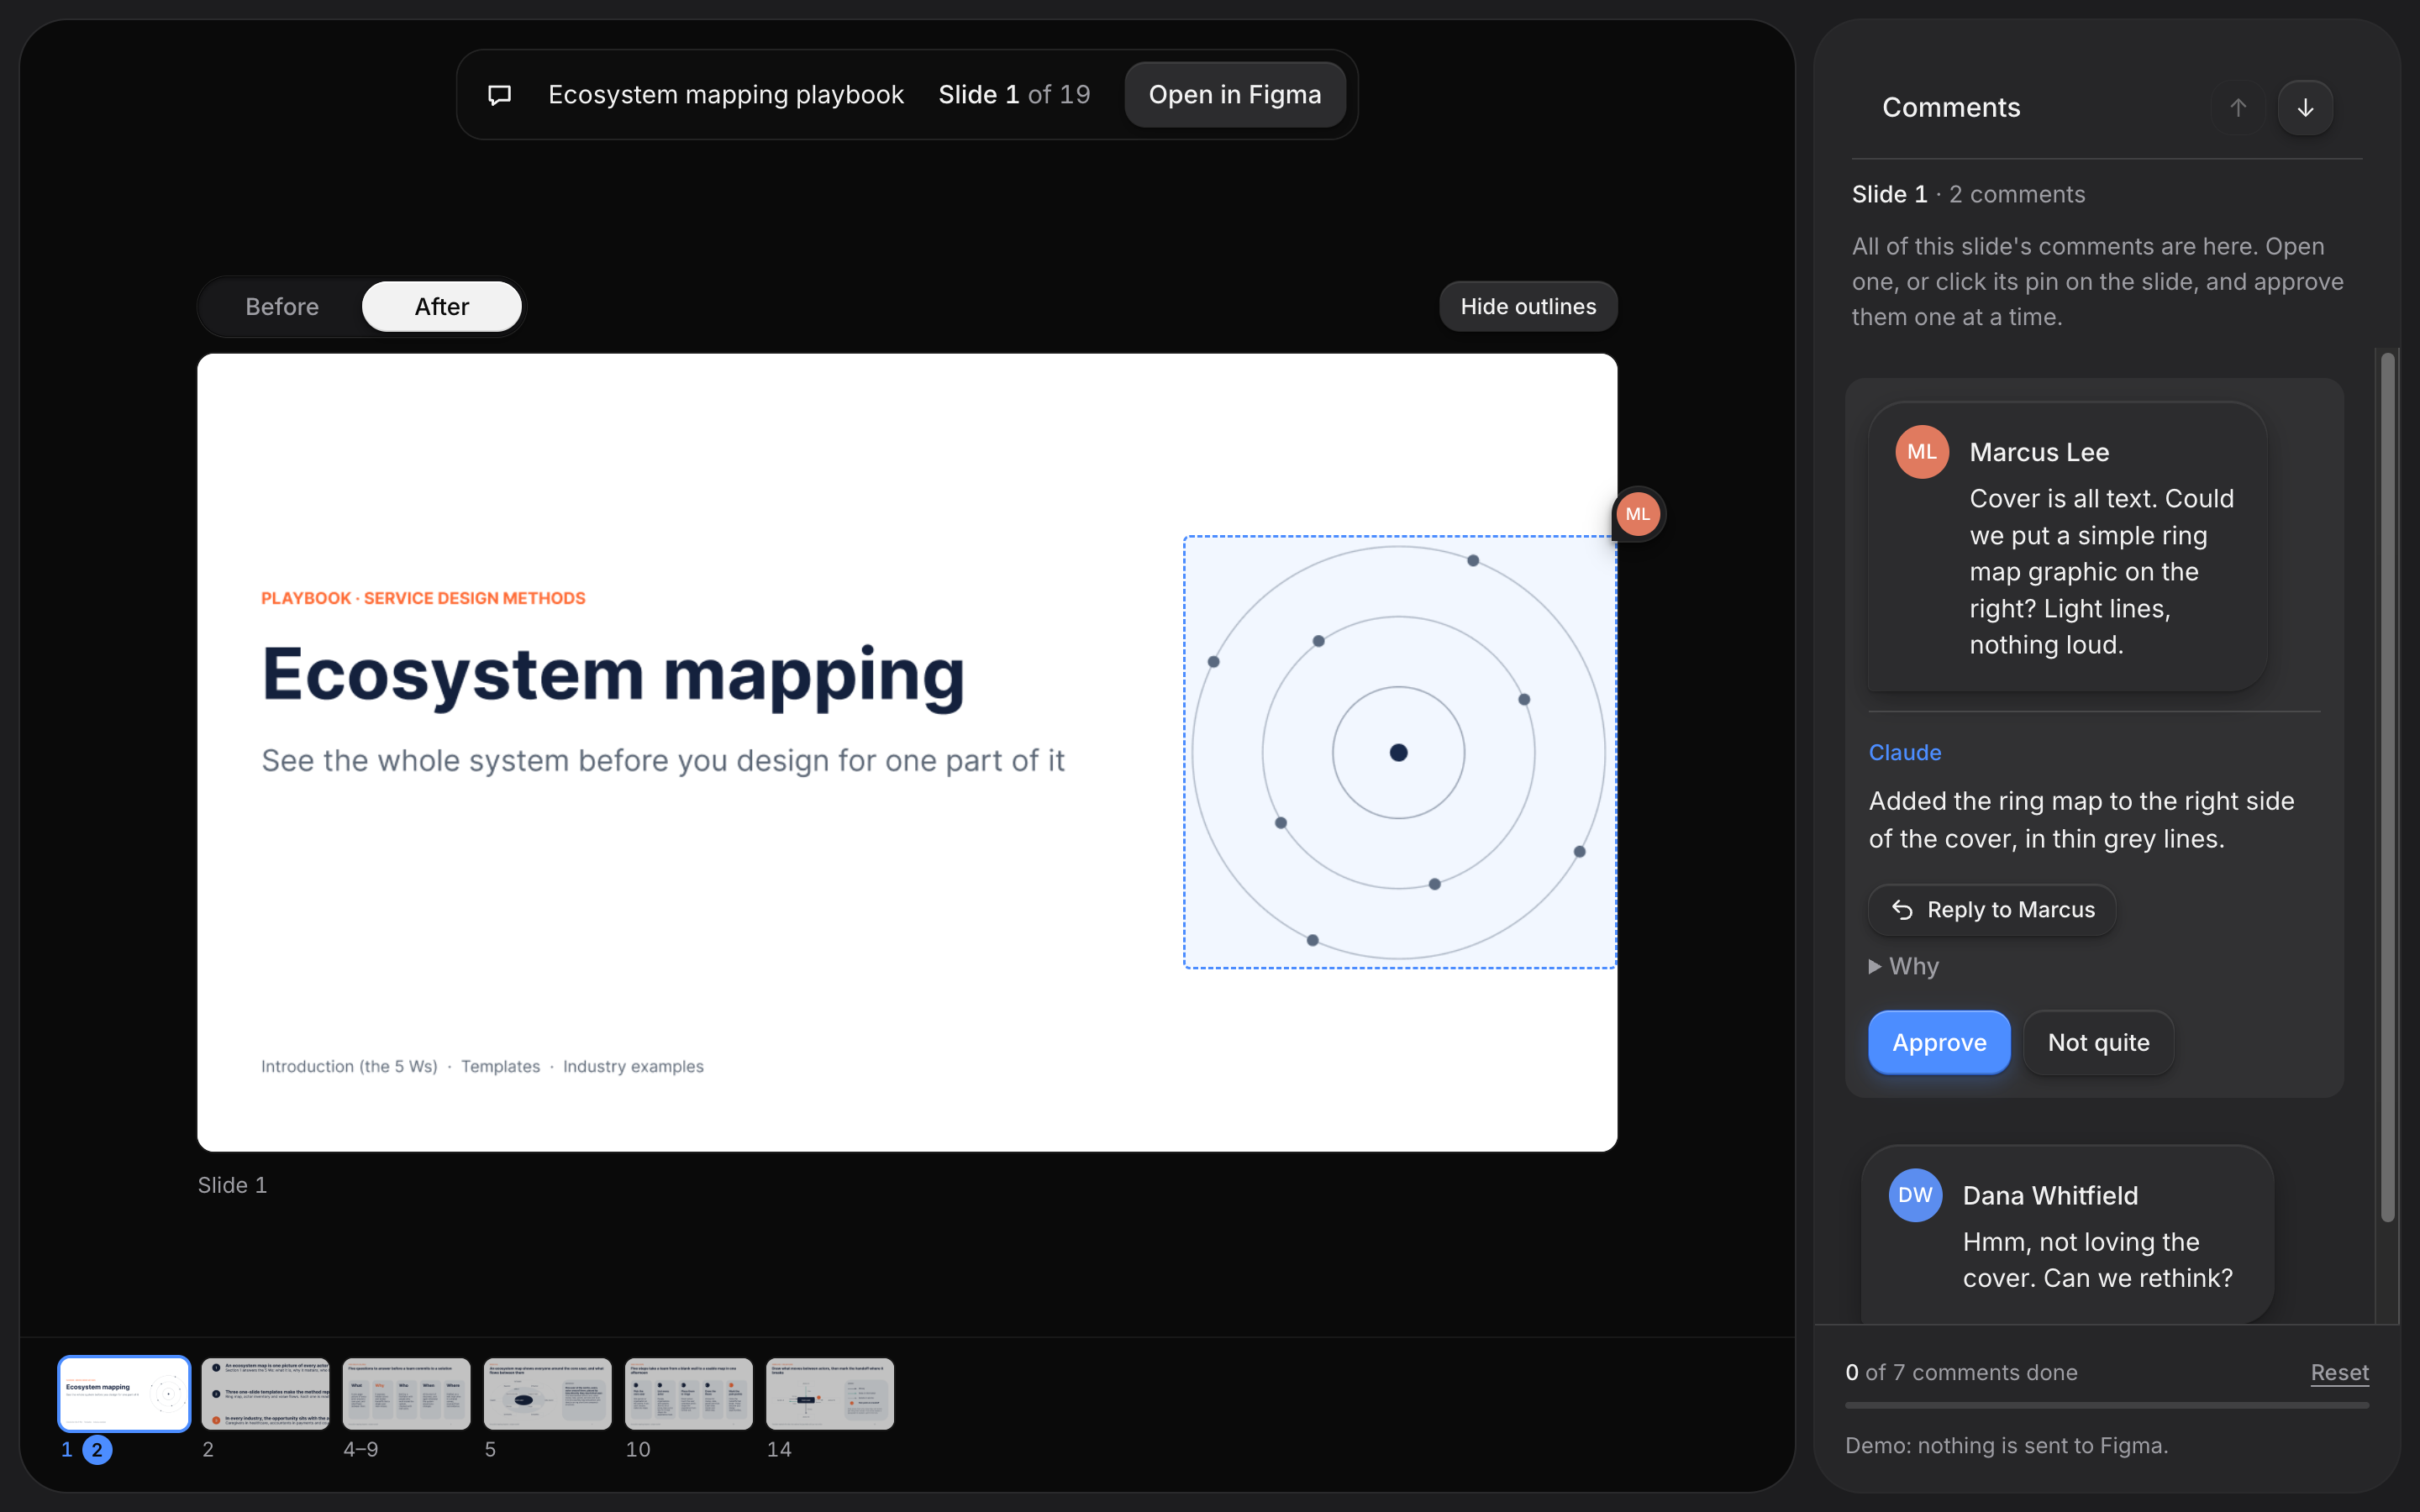 Ecosystem mapping playbook Slide 1 of 19 Open in Figma
Before After
Hide outlines
ML
PLAYBOOK · SERVICE DESIGN METHODS
Ecosystem mapping
See the whole system before you design for one part of it
Introduction (the 5 Ws) · Templates · Industry examples
Slide 1
Ecosystem mapping
1 2
2
4–9
5
10
14
Comments
Slide 1 · 2 comments
All of this slide's comments are here. Open
one, or click its pin on the slide, and approve
them one at a time.
ML Marcus Lee
Cover is all text. Could
we put a simple ring
map graphic on the
right? Light lines,
nothing loud.
Claude
Added the ring map to the right side
of the cover, in thin grey lines.
Reply to Marcus
Why
Approve Not quite
DW Dana Whitfield
Hmm, not loving the
cover. Can we rethink?
0 of 7 comments done Reset
Demo: nothing is sent to Figma.